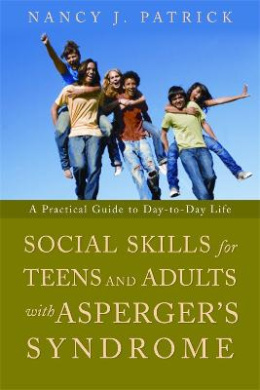 NANCY J. PATRICK
A Practical Guide to Day-to-Day Life
SOCIAL SKILLS for
TEENS AND ADULTS
with ASPERGER'S
SYNDROME